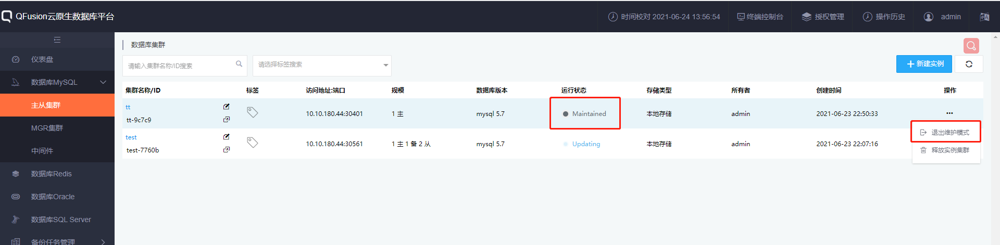 QFusion云原生数据库平台
时间校对 2021-06-24 13:56:54
终端控制台
授权管理
操作历史
admin
仪表盘
数据库MySQL
主从集群
MGR集群
中间件
数据库Redis
数据库Oracle
数据库SQL Server
备份任务管理
数据库集群
请输入集群名称/ID搜索
请选择标签搜索
新建实例
集群名称/ID 标签 访问地址:端口 规模 数据库版本 运行状态 存储类型 所有者 创建时间 操作
tt
tt-9c7c9
10.10.180.44:30401 1 主 mysql 5.7 Maintained 本地存储 admin 2021-06-23 22:50:33 •••
test
test-7760b
10.10.180.44:30561 1 主 1 备 2 从 mysql 5.7 Updating 本地存储 admin 2021-06-23 22:07:16
退出维护模式
释放实例集群